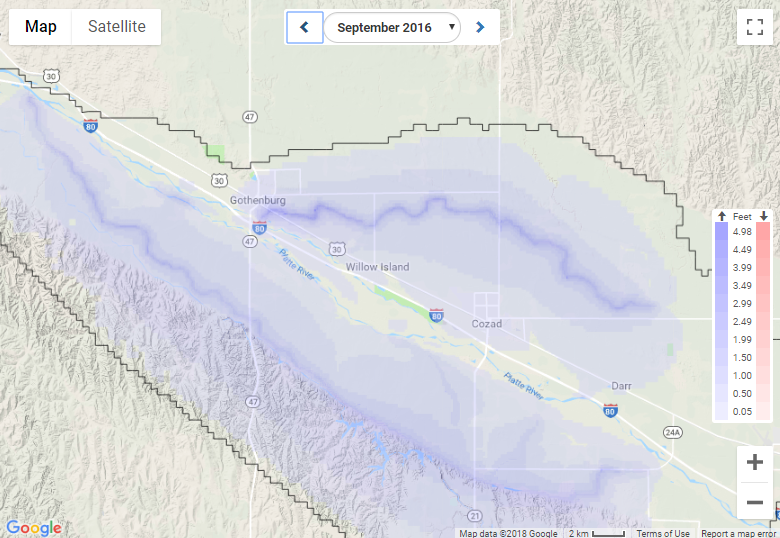 Map Satellite
September 2016
30
80
47
30
Gothenburg
80
47
30
Platte River
Willow Island
80
Cozad
Platte River
Darr
80
47
24A
21
Feet
4.98
4.49
3.99
3.49
2.99
2.49
1.99
1.50
1.00
0.50
0.05
Google
Map data ©2018 Google 2 km Terms of Use Report a map error